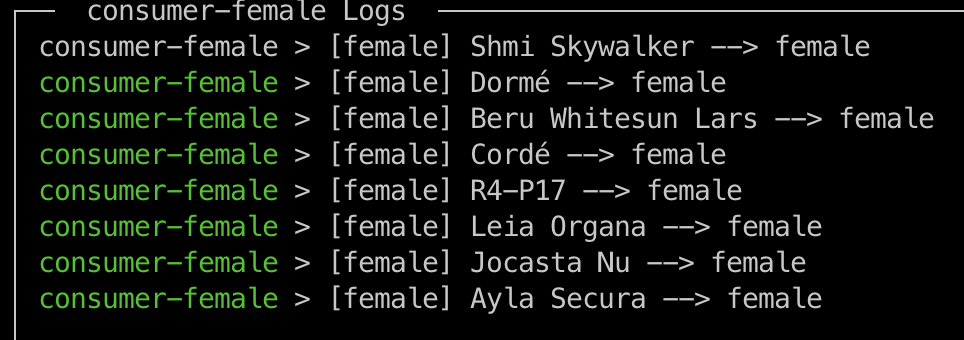 consumer-female Logs
consumer-female > [female] Shmi Skywalker --> female
consumer-female > [female] Dormé --> female
consumer-female > [female] Beru Whitesun Lars --> female
consumer-female > [female] Cordé --> female
consumer-female > [female] R4-P17 --> female
consumer-female > [female] Leia Organa --> female
consumer-female > [female] Jocasta Nu --> female
consumer-female > [female] Ayla Secura --> female